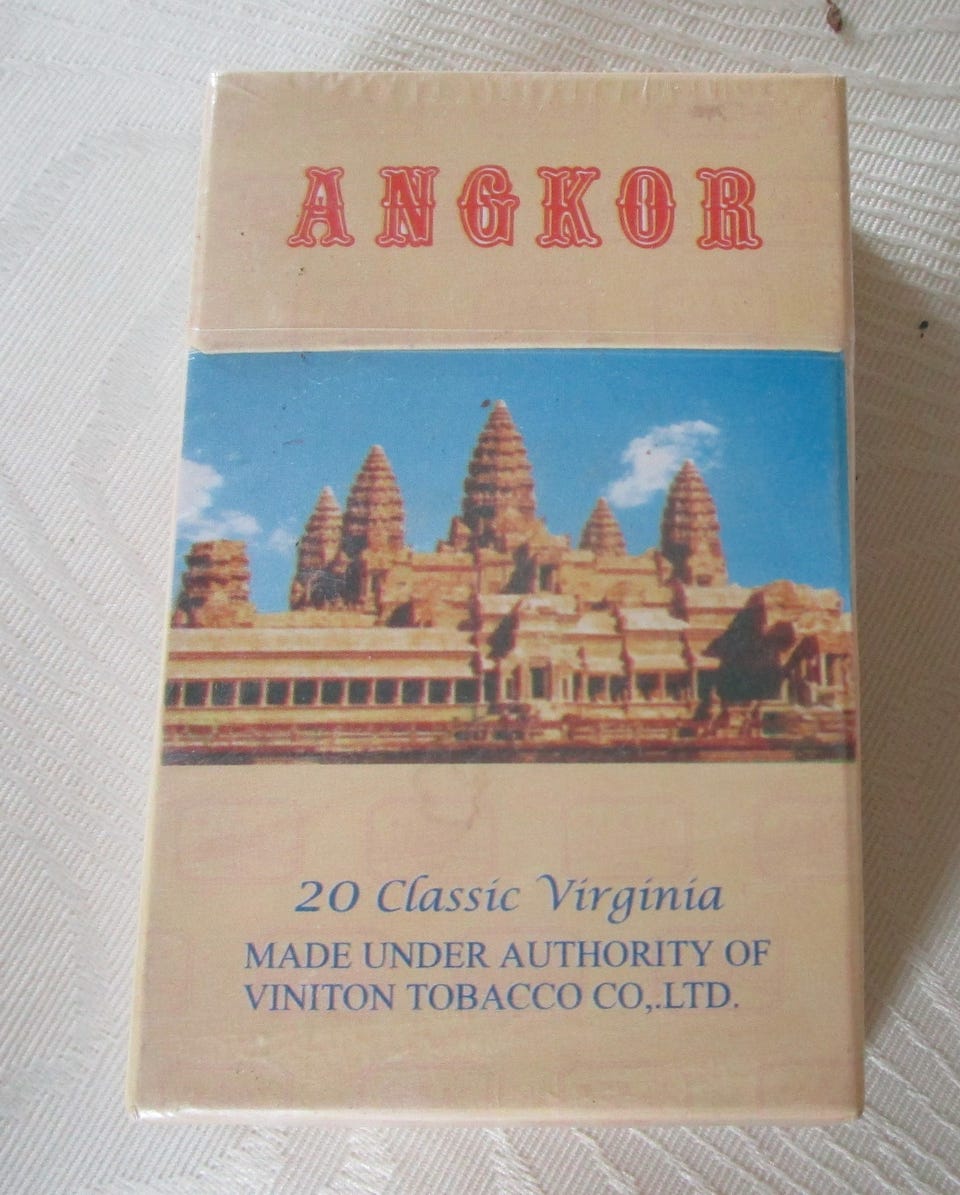 ANGKOR
20 Classic Virginia
MADE UNDER AUTHORITY OF
VINITON TOBACCO CO,.LTD.